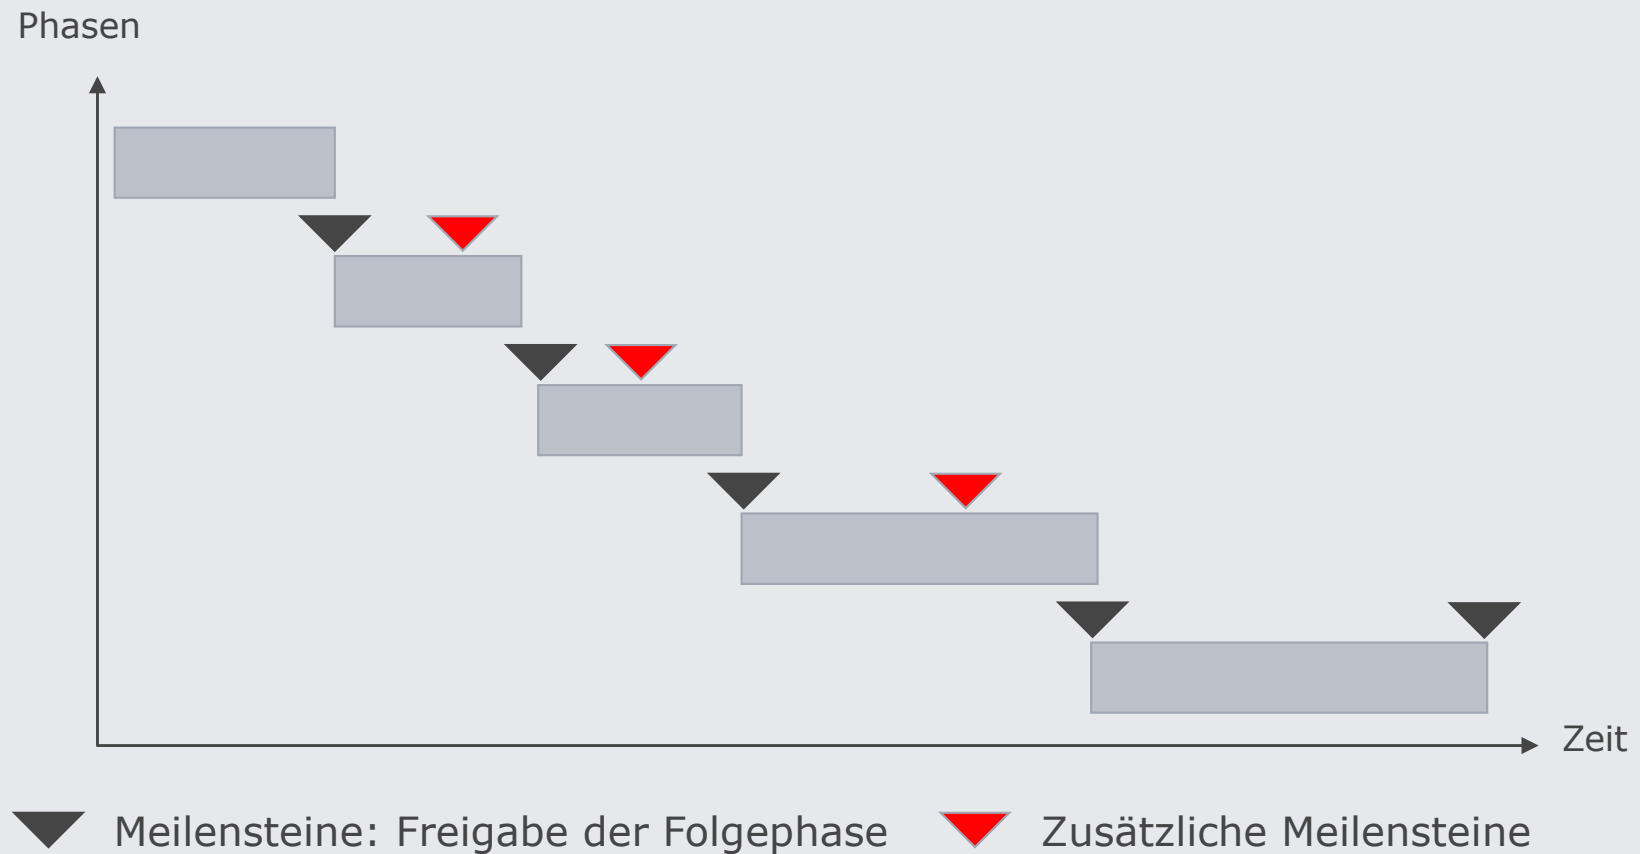 Phasen
Zeit
Meilensteine: Freigabe der Folgephase
Zusätzliche Meilensteine